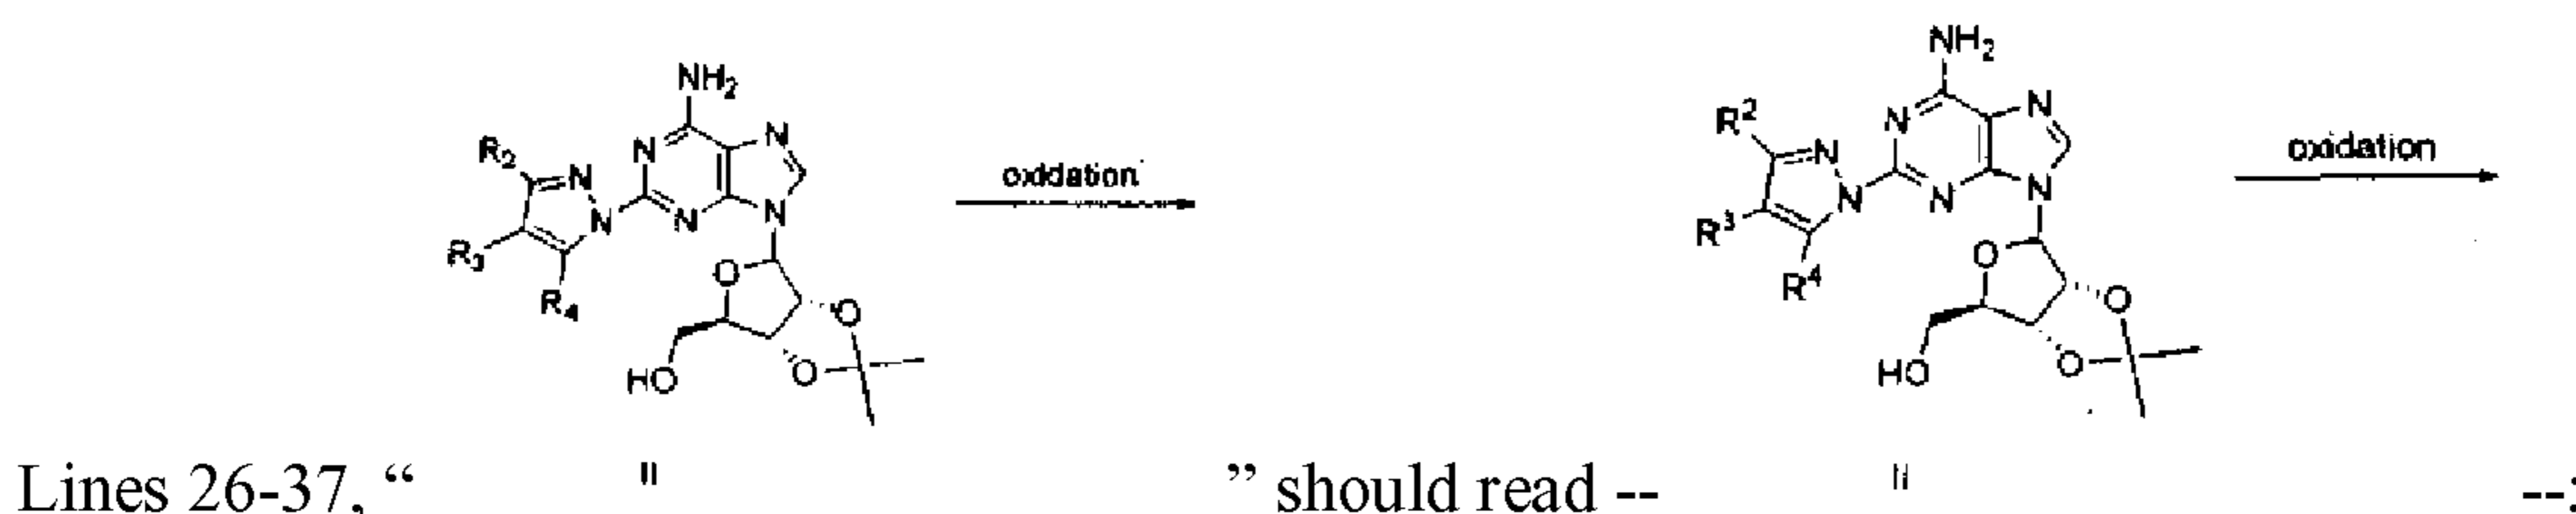 NH2 N N N N N N R2 R3 R4 O O O HO oxidation
NH2 N N N N N N R2 R3 R4 O O O HO oxidation
Lines 26-37, “ II ” should read -- II --;